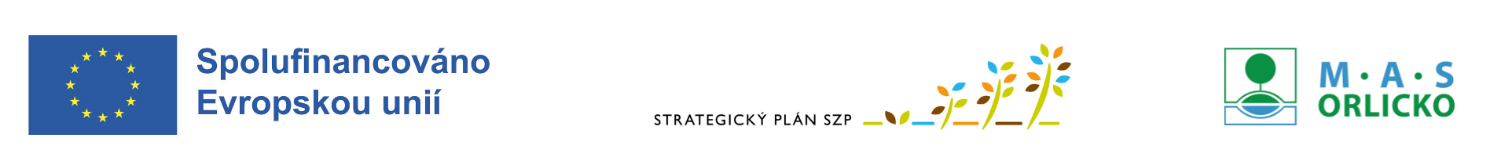 Spolufinancováno
Evropskou unií
STRATEGICKÝ PLÁN SZP
M · A · S
ORLICKO